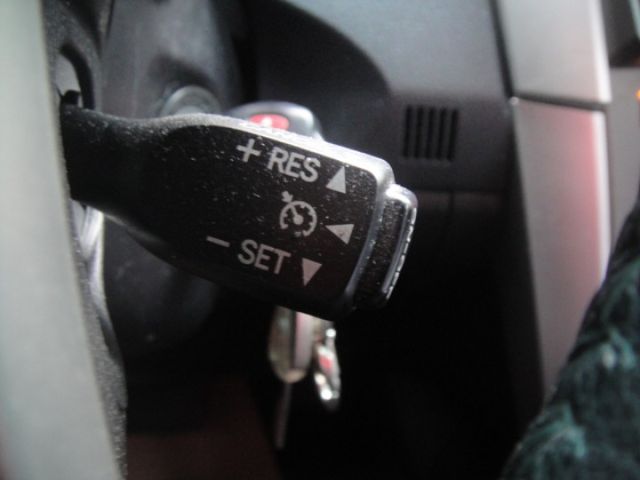 + RES
- SET